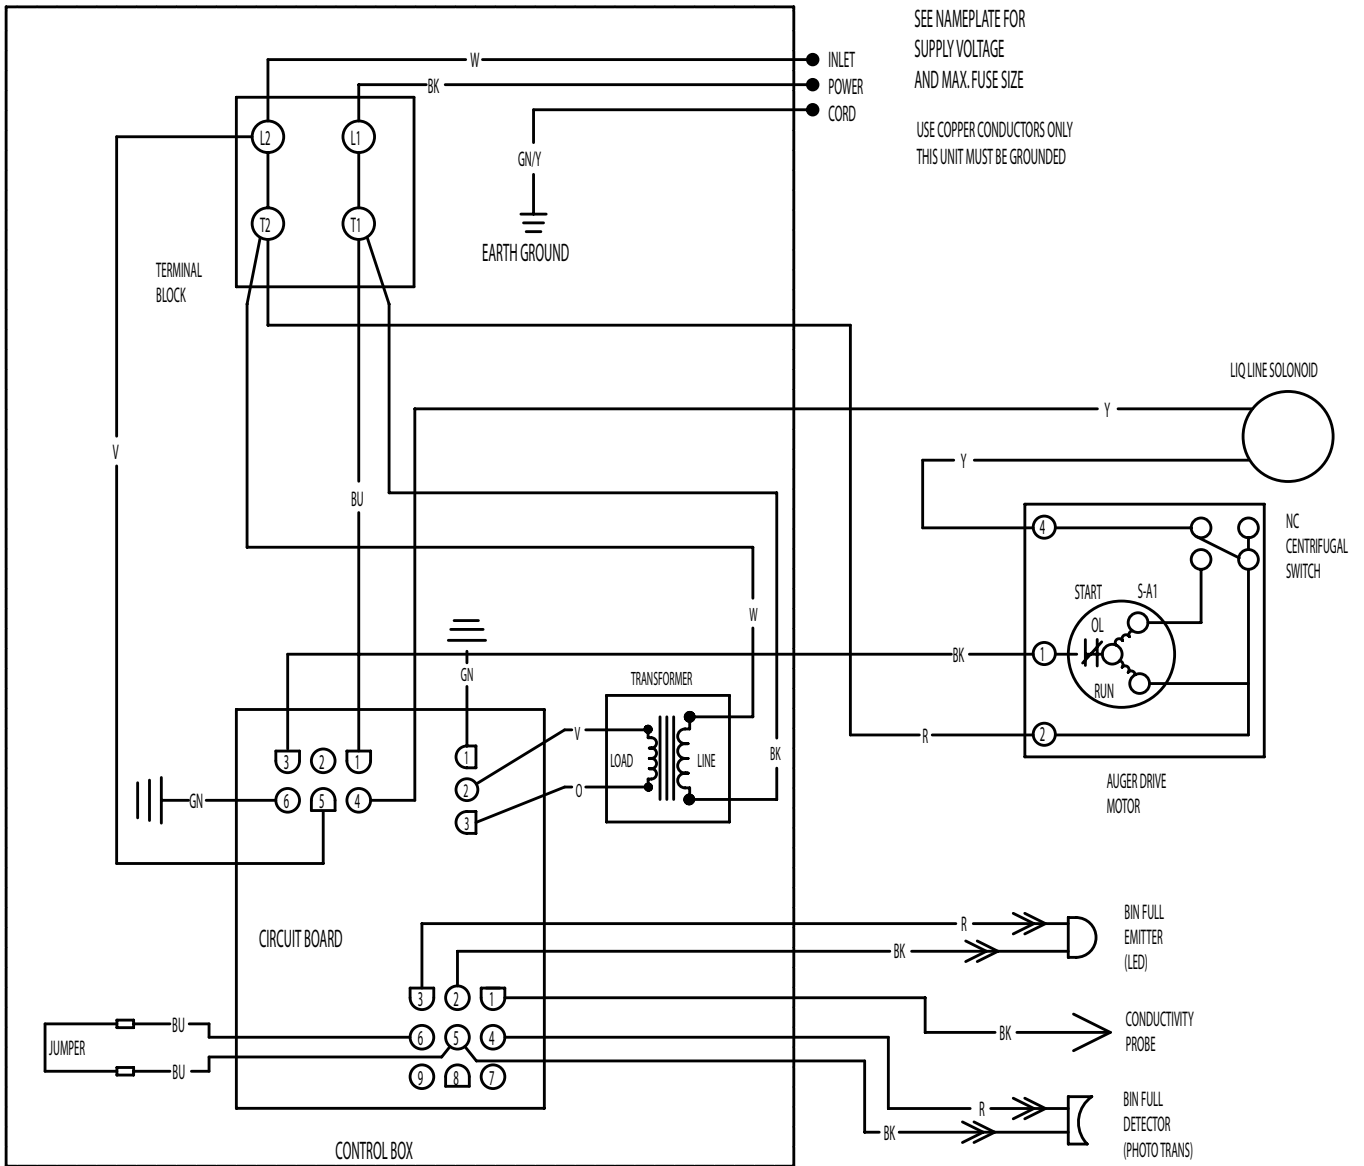 SEE NAMEPLATE FOR
SUPPLY VOLTAGE
AND MAX. FUSE SIZE
USE COPPER CONDUCTORS ONLY
THIS UNIT MUST BE GROUNDED
W
INLET
BK
POWER
CORD
L2
L1
GN/Y
T2
T1
EARTH GROUND
TERMINAL
BLOCK
LIQ LINE SOLONOID
Y
Y
V
BU
4
NC
CENTRIFUGAL
SWITCH
START
S-A1
OL
W
BK
1
RUN
GN
TRANSFORMER
R
2
V
LOAD
LINE
BK
3
2
1
1
2
3
O
GN
6
5
4
AUGER DRIVE
MOTOR
CIRCUIT BOARD
R
BIN FULL
EMITTER
(LED)
BK
3
2
1
BK
CONDUCTIVITY
PROBE
BU
6
5
4
JUMPER
BU
9
8
7
R
BK
BIN FULL
DETECTOR
(PHOTO TRANS)
CONTROL BOX